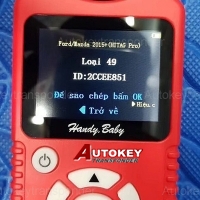 Ford/Mazda 2015+(HITAG Pro)
Loại 49
ID:2CCEE851
Để sao chép bấm OK
▶Hiểu<
◀ Trở về
Handy Baby
AUTOKEY